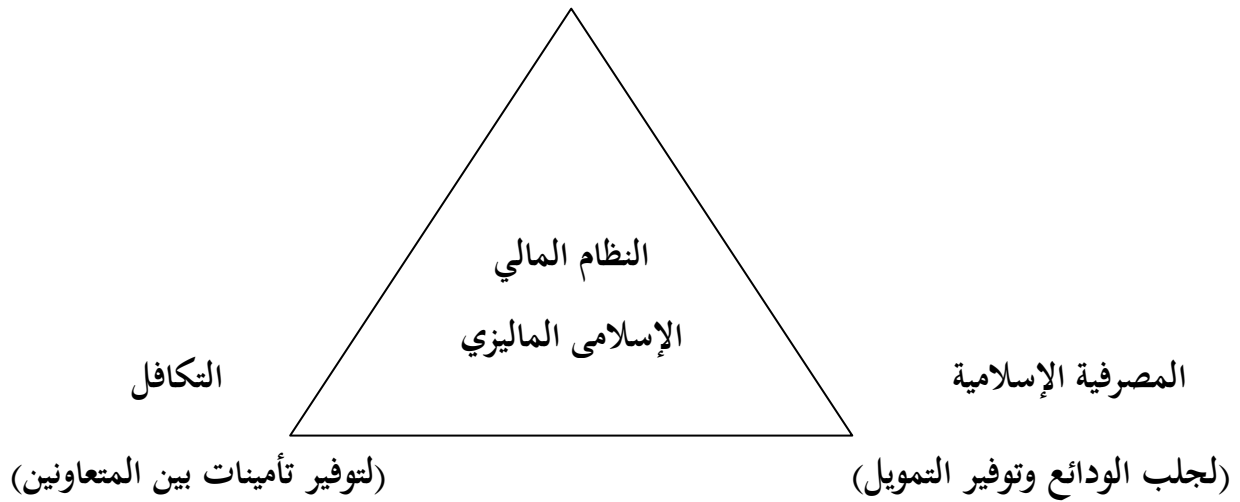 النظام المالي
الإسلامى الماليزي
المصرفية الإسلامية
(لجلب الودائع وتوفير التمويل)
التكافل
(لتوفير تأمينات بين المتعاونين)